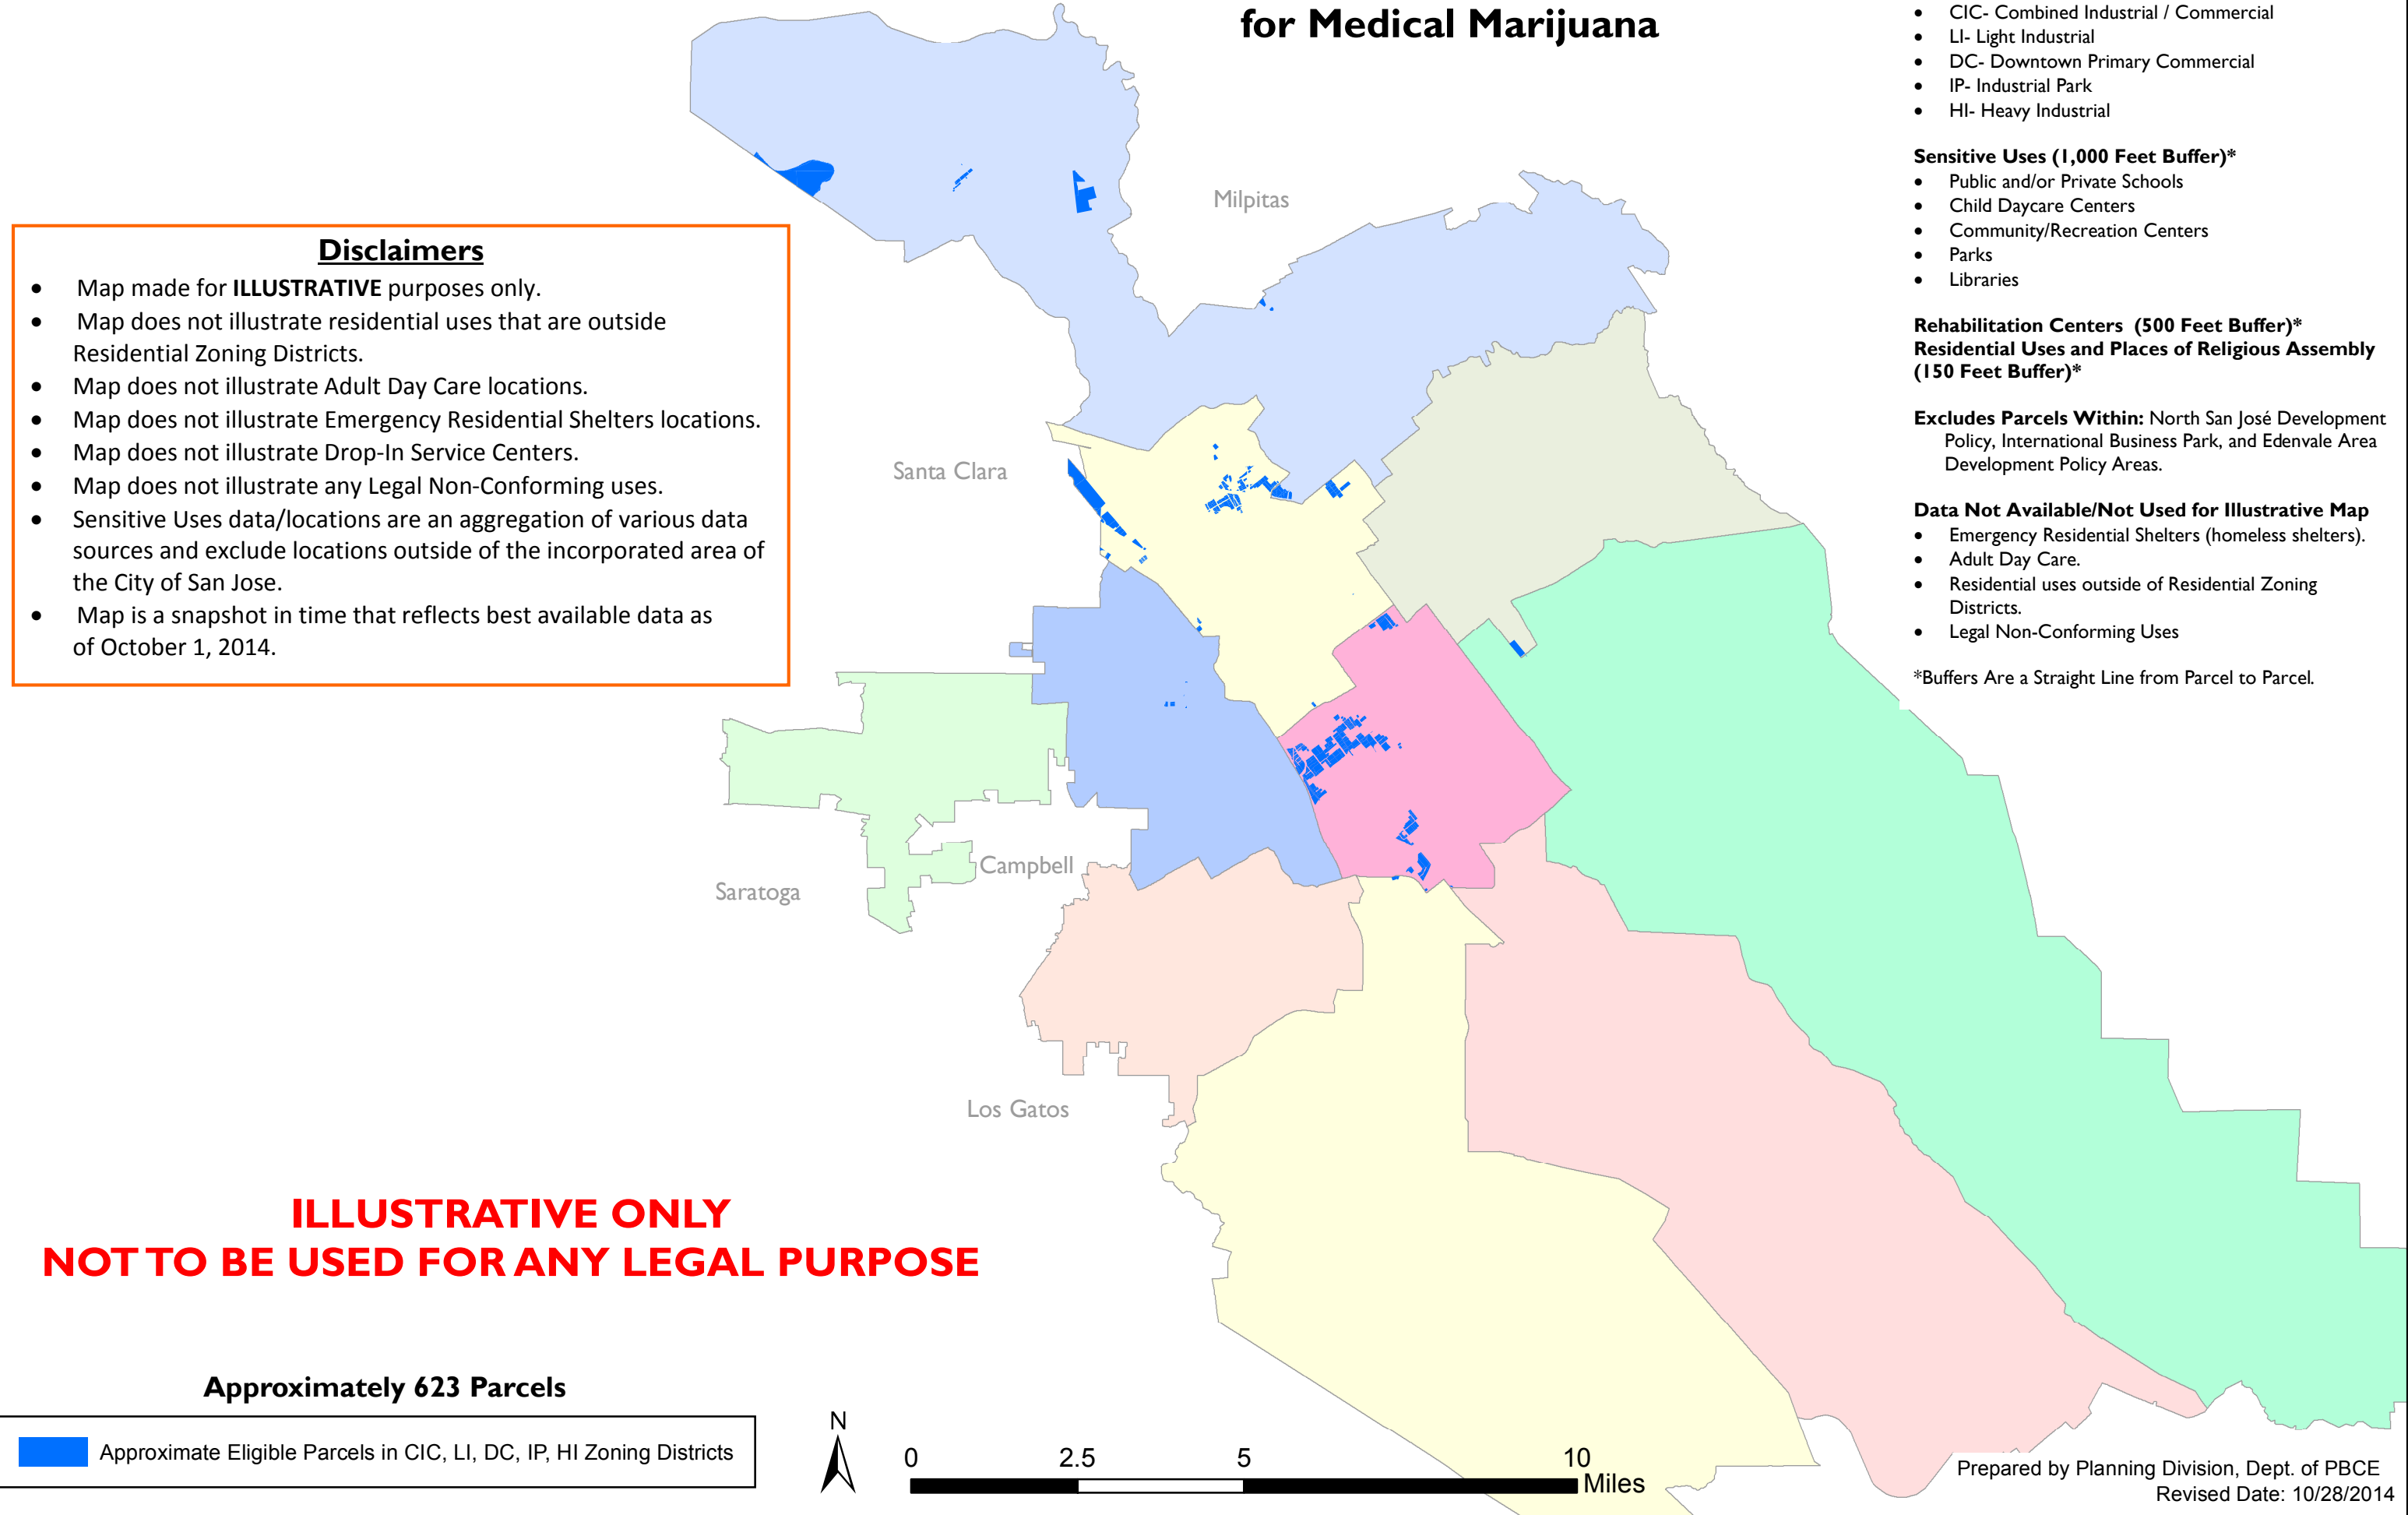 for Medical Marijuana
• CIC- Combined Industrial / Commercial
• LI- Light Industrial
• DC- Downtown Primary Commercial
• IP- Industrial Park
• HI- Heavy Industrial
Sensitive Uses (1,000 Feet Buffer)*
• Public and/or Private Schools
• Child Daycare Centers
• Community/Recreation Centers
• Parks
• Libraries
Rehabilitation Centers (500 Feet Buffer)*
Residential Uses and Places of Religious Assembly
(150 Feet Buffer)*
Excludes Parcels Within: North San José Development
Policy, International Business Park, and Edenvale Area
Development Policy Areas.
Data Not Available/Not Used for Illustrative Map
• Emergency Residential Shelters (homeless shelters).
• Adult Day Care.
• Residential uses outside of Residential Zoning
Districts.
• Legal Non-Conforming Uses
*Buffers Are a Straight Line from Parcel to Parcel.
Disclaimers
• Map made for ILLUSTRATIVE purposes only.
• Map does not illustrate residential uses that are outside
Residential Zoning Districts.
• Map does not illustrate Adult Day Care locations.
• Map does not illustrate Emergency Residential Shelters locations.
• Map does not illustrate Drop-In Service Centers.
• Map does not illustrate any Legal Non-Conforming uses.
• Sensitive Uses data/locations are an aggregation of various data
sources and exclude locations outside of the incorporated area of
the City of San Jose.
• Map is a snapshot in time that reflects best available data as
of October 1, 2014.
Milpitas
Santa Clara
Campbell
Saratoga
Los Gatos
ILLUSTRATIVE ONLY
NOT TO BE USED FOR ANY LEGAL PURPOSE
Approximately 623 Parcels
Approximate Eligible Parcels in CIC, LI, DC, IP, HI Zoning Districts
N
0 2.5 5 10
Miles
Prepared by Planning Division, Dept. of PBCE
Revised Date: 10/28/2014